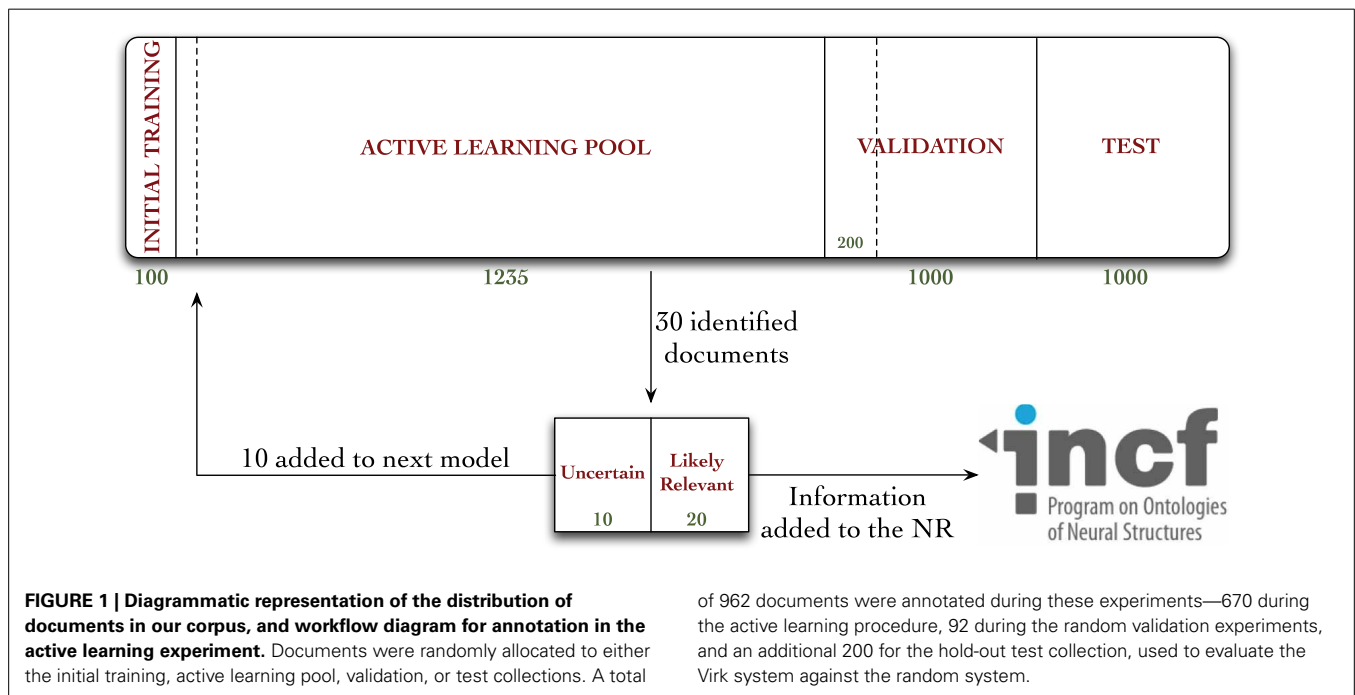 INITIAL TRAINING
ACTIVE LEARNING POOL
VALIDATION
TEST
200
100
1235
1000
1000
30 identified
documents
10 added to next model
Uncertain
10
Likely
Relevant
20
Information
added to the NR
incf
Program on Ontologies
of Neural Structures
FIGURE 1 | Diagrammatic representation of the distribution of
documents in our corpus, and workflow diagram for annotation in the
active learning experiment. Documents were randomly allocated to either
the initial training, active learning pool, validation, or test collections. A total
of 962 documents were annotated during these experiments—670 during
the active learning procedure, 92 during the random validation experiments,
and an additional 200 for the hold-out test collection, used to evaluate the
Virk system against the random system.